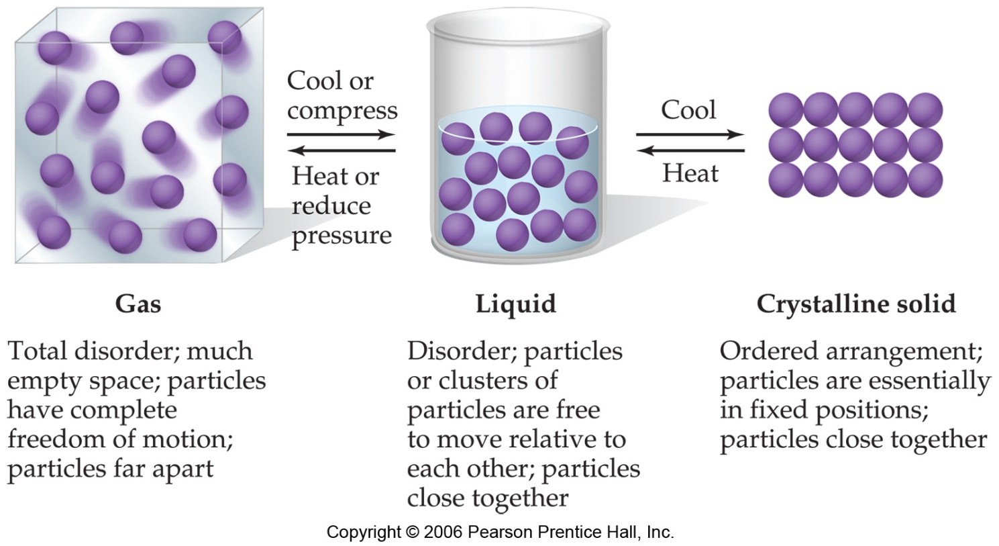 Cool or
compress
Heat or
reduce
pressure
Cool
Heat
Gas
Total disorder; much
empty space; particles
have complete
freedom of motion;
particles far apart
Liquid
Disorder; particles
or clusters of
particles are free
to move relative to
each other; particles
close together
Crystalline solid
Ordered arrangement;
particles are essentially
in fixed positions;
particles close together
Copyright © 2006 Pearson Prentice Hall, Inc.